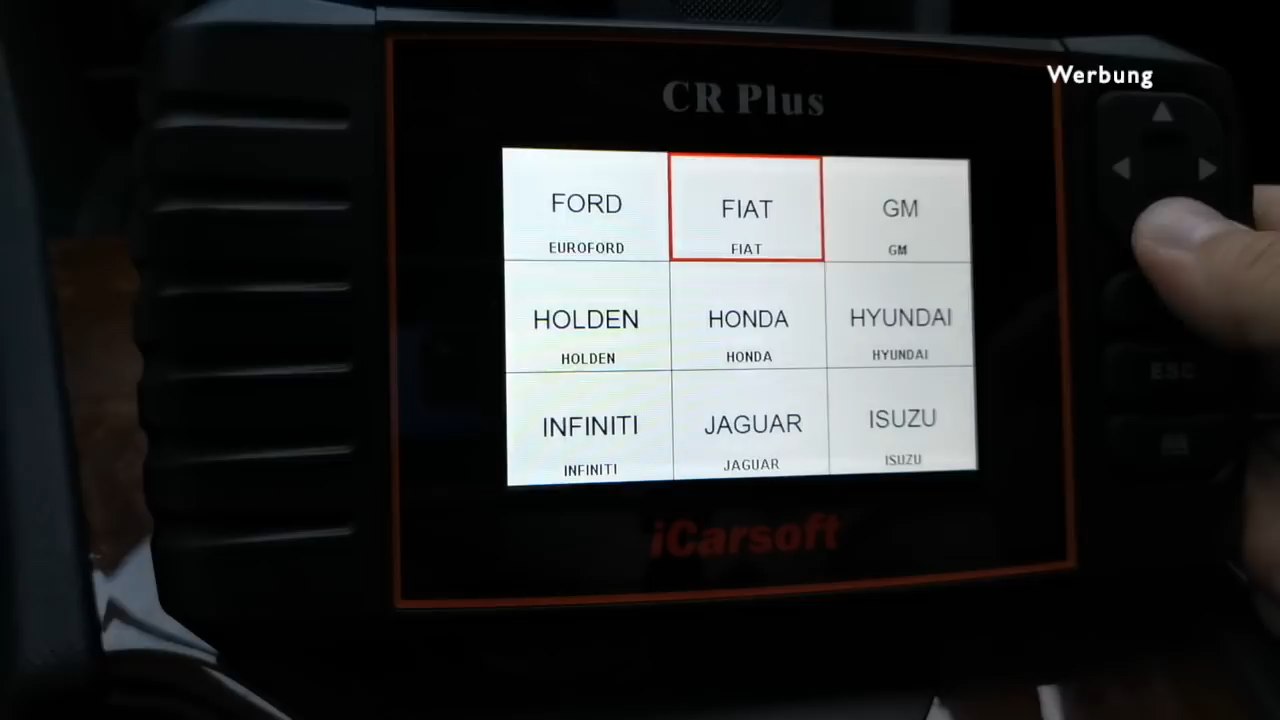 Werbung
CR Plus
FORD
EUROFORD
FIAT
FIAT
GM
GM
HOLDEN
HOLDEN
HONDA
HONDA
HYUNDAI
HYUNDAI
INFINITI
INFINITI
JAGUAR
JAGUAR
ISUZU
ISUZU
ESC
iCarsoft